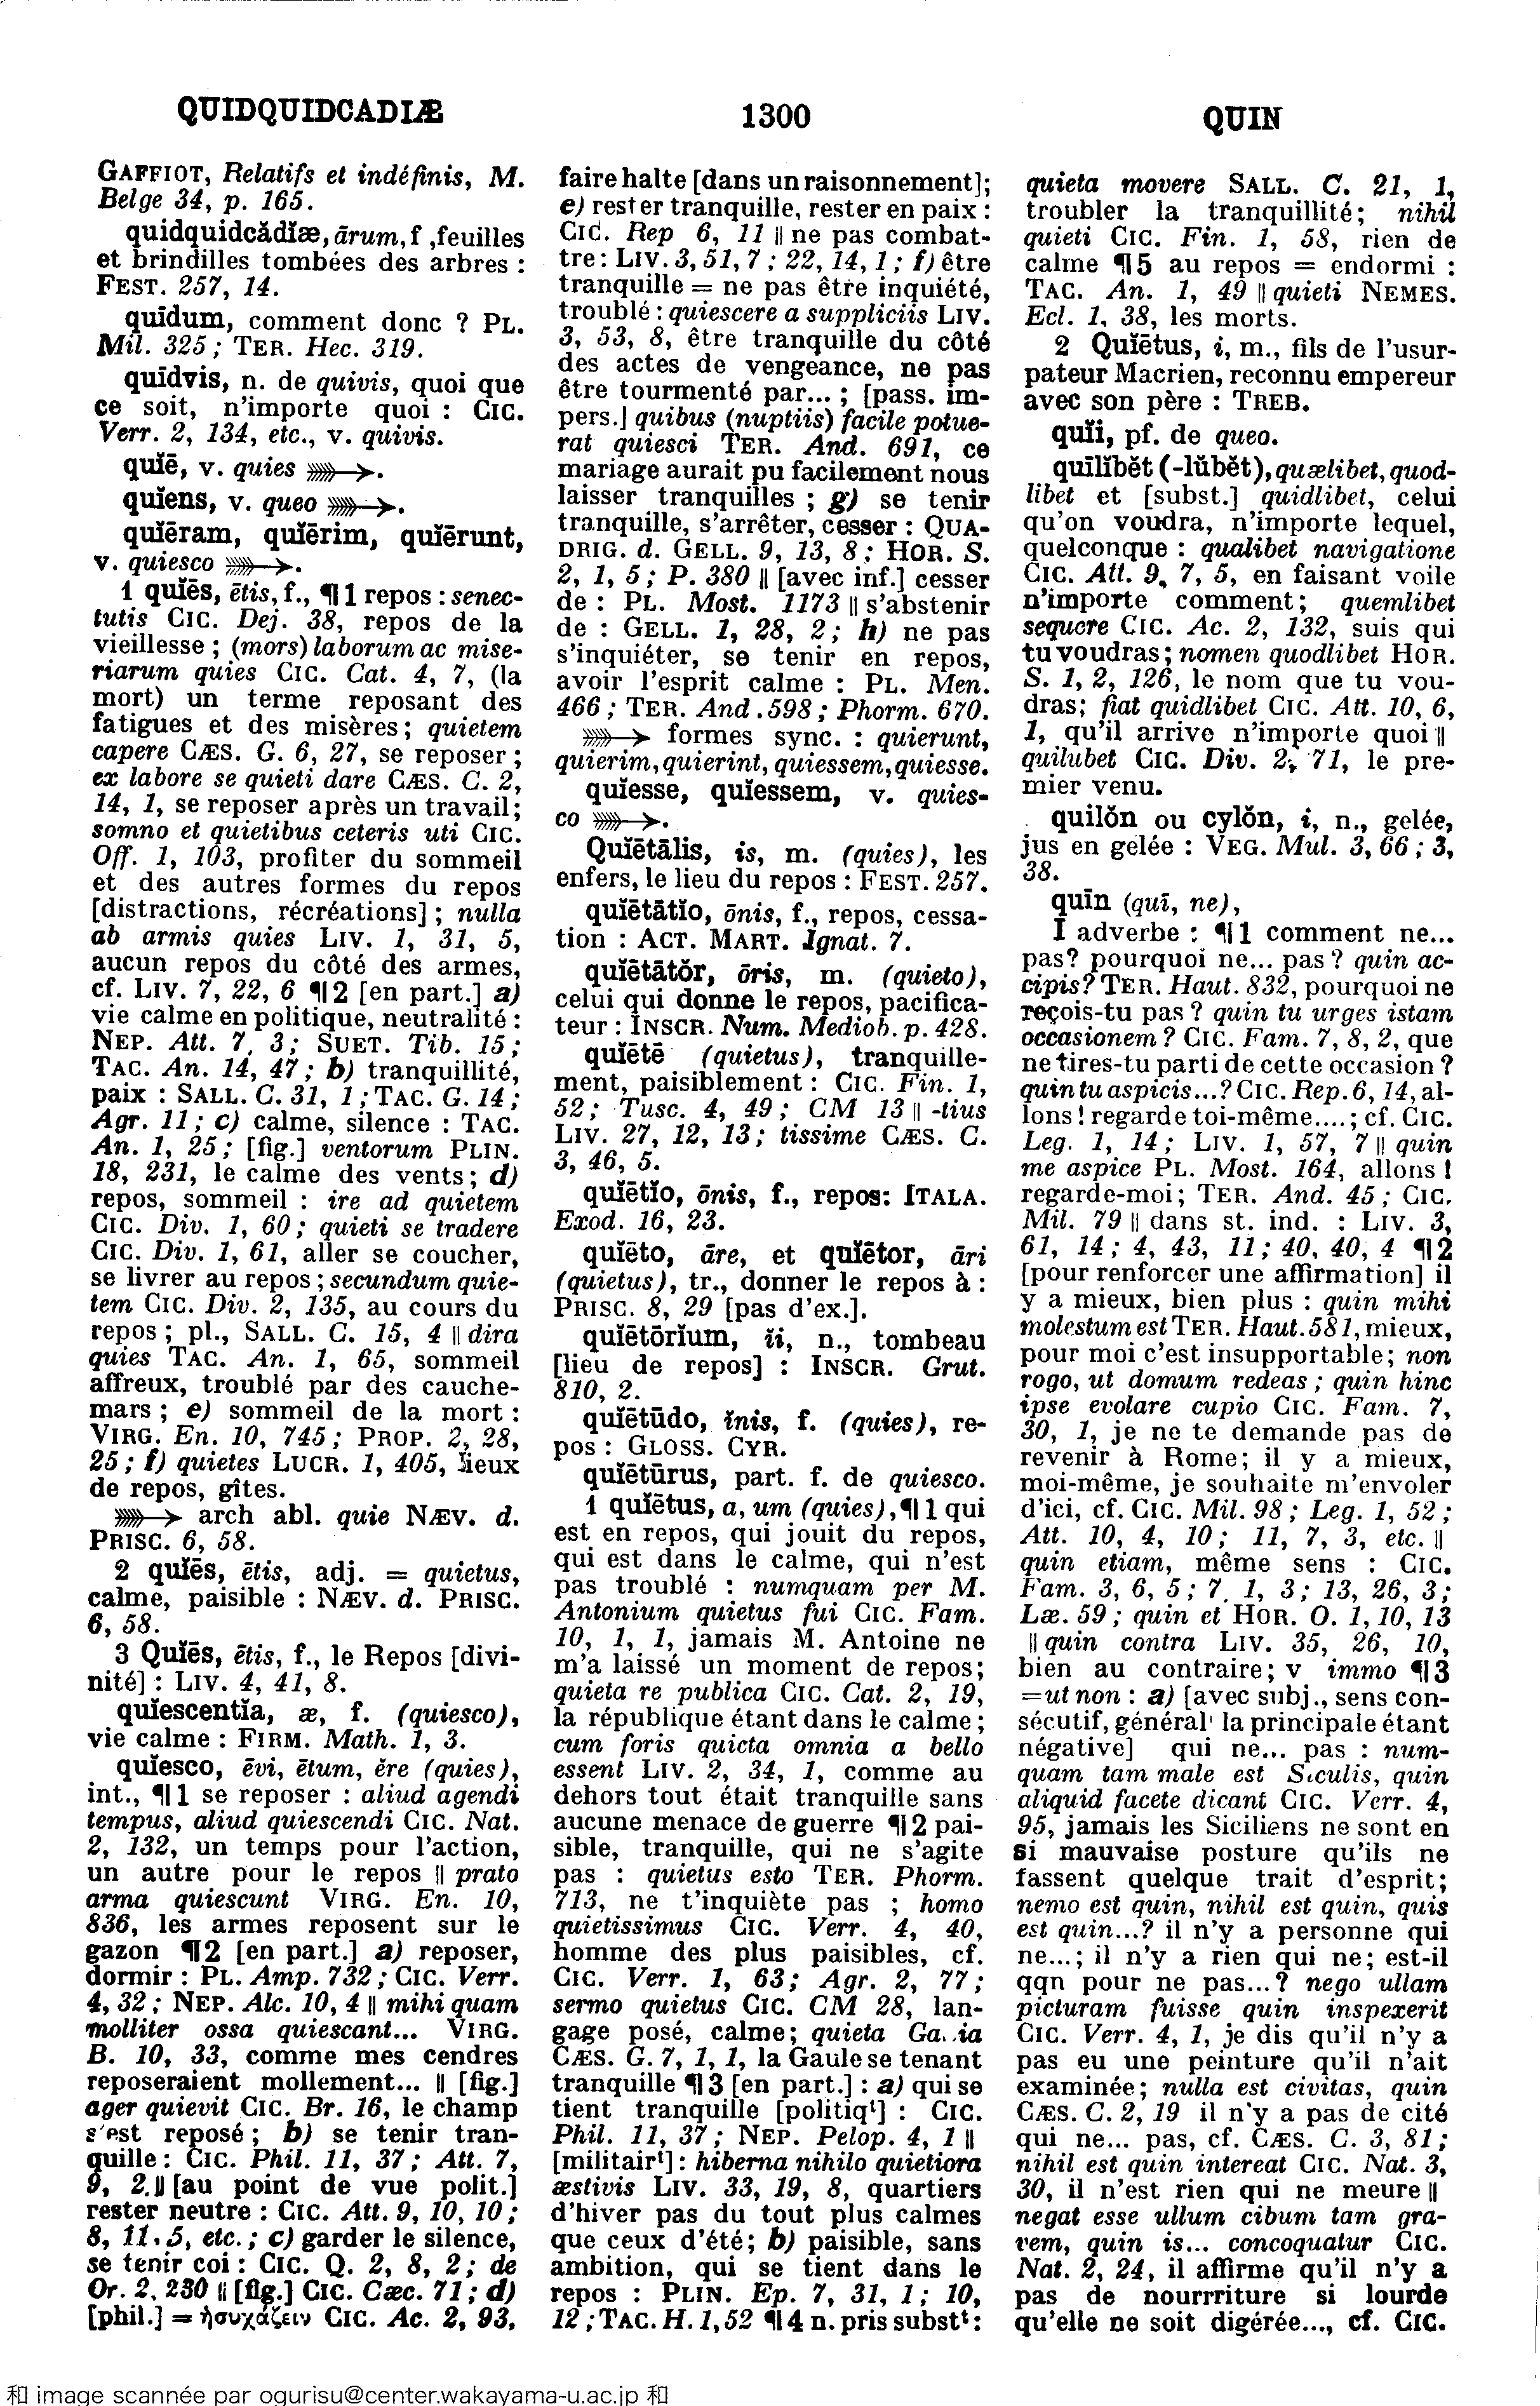 QUIDQUIDCADIÆ
1300
QUIN
GAFFIOT, Relatifs et indéfinis, M.
Belge 34, p. 165.
quidquidcădĭæ, ārum, f ,feuilles
et brindilles tombées des arbres :
FEST. 257, 14.
quīdum, comment donc ? PL.
Mil. 325 ; TER. Hec. 319.
quīdvis, n. de quivis, quoi que
ce soit, n'importe quoi : CIC.
Verr. 2, 134, etc., v. quivis.
quĭē, v. quies ⟫→.
quĭens, v. queo ⟫→.
quĭēram, quĭērim, quĭērunt,
v. quiesco ⟫→.
1 quĭēs, ētis, f., ¶ 1 repos : senec-
tutis CIC. Dej. 38, repos de la
vieillesse ; (mors) laborum ac mise-
riarum quies CIC. Cat. 4, 7, (la
mort) un terme reposant des
fatigues et des misères ; quietem
capere CÆS. G. 6, 27, se reposer ;
ex labore se quieti dare CÆS. C. 2,
14, 1, se reposer après un travail ;
somno et quietibus ceteris uti CIC.
Off. 1, 103, profiter du sommeil
et des autres formes du repos
[distractions, récréations] ; nulla
ab armis quies LIV. 1, 31, 5,
aucun repos du côté des armes,
cf. LIV. 7, 22, 6 ¶ 2 [en part.] a)
vie calme en politique, neutralité :
NEP. Att. 7, 3 ; SUET. Tib. 15 ;
TAC. An. 14, 47 ; b) tranquillité,
paix : SALL. C. 31, 1 ; TAC. G. 14 ;
Agr. 11 ; c) calme, silence : TAC.
An. 1, 25 ; [fig.] ventorum PLIN.
18, 231, le calme des vents ; d)
repos, sommeil : ire ad quietem
CIC. Div. 1, 60 ; quieti se tradere
CIC. Div. 1, 61, aller se coucher,
se livrer au repos ; secundum quie-
tem CIC. Div. 2, 135, au cours du
repos ; pl., SALL. C. 15, 4 || dira
quies TAC. An. 1, 65, sommeil
affreux, troublé par des cauche-
mars ; e) sommeil de la mort :
VIRG. En. 10, 745 ; PROP. 2, 28,
25 ; f) quietes LUCR. 1, 405, lieux
de repos, gîtes.
⟫→ arch abl. quie NÆV. d.
PRISC. 6, 58.
2 quĭēs, ētis, adj. = quietus,
calme, paisible : NÆV. d. PRISC.
6, 58.
3 Quĭēs, ētis, f., le Repos [divi-
nité] : LIV. 4, 41, 8.
quĭescentĭa, æ, f. (quiesco),
vie calme : FIRM. Math. 1, 3.
quĭesco, ēvi, ētum, ĕre (quies),
int., ¶ 1 se reposer : aliud agendi
tempus, aliud quiescendi CIC. Nat.
2, 132, un temps pour l'action,
un autre pour le repos || prato
arma quiescunt VIRG. En. 10,
836, les armes reposent sur le
gazon ¶ 2 [en part.] a) reposer,
dormir : PL. Amp. 732 ; CIC. Verr.
4, 32 ; NEP. Alc. 10, 4 || mihi quam
molliter ossa quiescant... VIRG.
B. 10, 33, comme mes cendres
reposeraient mollement... || [fig.]
ager quievit CIC. Br. 16, le champ
s'est reposé ; b) se tenir tran-
quille : CIC. Phil. 11, 37 ; Att. 7,
9, 2. || [au point de vue polit.]
rester neutre : CIC. Att. 9, 10, 10 ;
8, 11, 5, etc. ; c) garder le silence,
se tenir coi : CIC. Q. 2, 8, 2 ; de
Or. 2, 230 || [fig.] CIC. Cæc. 71 ; d)
[phil.] = ἡσυχάζειν CIC. Ac. 2, 93,
faire halte [dans un raisonnement] ;
e) rester tranquille, rester en paix :
CIC. Rep 6, 11 || ne pas combat-
tre : LIV. 3, 51, 7 ; 22, 14, 1 ; f) être
tranquille = ne pas être inquiété,
troublé : quiescere a suppliciis LIV.
3, 53, 8, être tranquille du côté
des actes de vengeance, ne pas
être tourmenté par... ; [pass. im-
pers.] quibus (nuptiis) facile potue-
rat quiesci TER. And. 691, ce
mariage aurait pu facilement nous
laisser tranquilles ; g) se tenir
tranquille, s'arrêter, cesser : QUA-
DRIG. d. GELL. 9, 13, 8 ; HOR. S.
2, 1, 5 ; P. 380 || [avec inf.] cesser
de : PL. Most. 1173 || s'abstenir
de : GELL. 1, 28, 2 ; h) ne pas
s'inquiéter, se tenir en repos,
avoir l'esprit calme : PL. Men.
466 ; TER. And. 598 ; Phorm. 670.
⟫→ formes sync. : quierunt,
quierim, quierint, quiessem, quiesse.
quĭesse, quĭessem, v. quies-
co ⟫→.
Quĭētālis, is, m. (quies), les
enfers, le lieu du repos : FEST. 257.
quĭētātĭo, ōnis, f., repos, cessa-
tion : ACT. MART. Ignat. 7.
quĭētātŏr, ōris, m. (quieto),
celui qui donne le repos, pacifica-
teur : INSCR. Num. Mediob. p. 428.
quĭētē (quietus), tranquille-
ment, paisiblement : CIC. Fin. 1,
52 ; Tusc. 4, 49 ; CM 13 || -tius
LIV. 27, 12, 13 ; tissime CÆS. C.
3, 46, 5.
quĭētĭo, ōnis, f., repos: ITALA.
Exod. 16, 23.
quĭēto, āre, et quĭētor, āri
(quietus), tr., donner le repos à :
PRISC. 8, 29 [pas d'ex.].
quĭētōrĭum, ĭi, n., tombeau
[lieu de repos] : INSCR. Grut.
810, 2.
quĭētūdo, ĭnis, f. (quies), re-
pos : GLOSS. CYR.
quĭētūrus, part. f. de quiesco.
1 quĭētus, a, um (quies), ¶ 1 qui
est en repos, qui jouit du repos,
qui est dans le calme, qui n'est
pas troublé : numquam per M.
Antonium quietus fui CIC. Fam.
10, 1, 1, jamais M. Antoine ne
m'a laissé un moment de repos ;
quieta re publica CIC. Cat. 2, 19,
la république étant dans le calme ;
cum foris quicta omnia a bello
essent LIV. 2, 34, 1, comme au
dehors tout était tranquille sans
aucune menace de guerre ¶ 2 pai-
sible, tranquille, qui ne s'agite
pas : quietus esto TER. Phorm.
713, ne t'inquiète pas ; homo
quietissimus CIC. Verr. 4, 40,
homme des plus paisibles, cf.
CIC. Verr. 1, 63 ; Agr. 2, 77 ;
sermo quietus CIC. CM 28, lan-
gage posé, calme ; quieta Ga..ia
CÆS. G. 7, 1, 1, la Gaule se tenant
tranquille ¶ 3 [en part.] : a) qui se
tient tranquille [politiqᵗ] : CIC.
Phil. 11, 37 ; NEP. Pelop. 4, 1 ||
[militairᵗ] : hiberna nihilo quietiora
æstivis LIV. 33, 19, 8, quartiers
d'hiver pas du tout plus calmes
que ceux d'été ; b) paisible, sans
ambition, qui se tient dans le
repos : PLIN. Ep. 7, 31, 1 ; 10,
12 ; TAC. H. 1, 52 ¶ 4 n. pris substᵗ :
quieta movere SALL. C. 21, 1,
troubler la tranquillité ; nihil
quieti CIC. Fin. 1, 58, rien de
calme ¶ 5 au repos = endormi :
TAC. An. 1, 49 || quieti NEMES.
Ecl. 1, 38, les morts.
2 Quĭētus, i, m., fils de l'usur-
pateur Macrien, reconnu empereur
avec son père : TREB.
quĭi, pf. de queo.
quīlĭbĕt (-lŭbĕt), quælibet, quod-
libet et [subst.] quidlibet, celui
qu'on voudra, n'importe lequel,
quelconque : qualibet navigatione
CIC. Att. 9, 7, 5, en faisant voile
n'importe comment ; quemlibet
sequere CIC. Ac. 2, 132, suis qui
tu voudras ; nomen quodlibet HOR.
S. 1, 2, 126, le nom que tu vou-
dras ; fiat quidlibet CIC. Att. 10, 6,
1, qu'il arrive n'importe quoi ||
quilubet CIC. Div. 2, 71, le pre-
mier venu.
quilŏn ou cylŏn, i, n., gelée,
jus en gelée : VEG. Mul. 3, 66 ; 3,
38.
quīn (quī, ne),
I adverbe : ¶ 1 comment ne...
pas? pourquoi ne... pas ? quin ac-
cipis? TER. Haut. 832, pourquoi ne
reçois-tu pas ? quin tu urges istam
occasionem ? CIC. Fam. 7, 8, 2, que
ne tires-tu parti de cette occasion ?
quin tu aspicis...? CIC. Rep. 6, 14, al-
lons ! regarde toi-même.... ; cf. CIC.
Leg. 1, 14 ; LIV. 1, 57, 7 || quin
me aspice PL. Most. 164, allons !
regarde-moi ; TER. And. 45 ; CIC.
Mil. 79 || dans st. ind. : LIV. 3,
61, 14 ; 4, 43, 11 ; 40, 40, 4 ¶ 2
[pour renforcer une affirmation] il
y a mieux, bien plus : quin mihi
molestum est TER. Haut. 581, mieux,
pour moi c'est insupportable ; non
rogo, ut domum redeas ; quin hinc
ipse evolare cupio CIC. Fam. 7,
30, 1, je ne te demande pas de
revenir à Rome; il y a mieux,
moi-même, je souhaite m'envoler
d'ici, cf. CIC. Mil. 98 ; Leg. 1, 52 ;
Att. 10, 4, 10 ; 11, 7, 3, etc. ||
quin etiam, même sens : CIC.
Fam. 3, 6, 5 ; 7, 1, 3 ; 13, 26, 3 ;
Læ. 59 ; quin et HOR. O. 1, 10, 13
|| quin contra LIV. 35, 26, 10,
bien au contraire ; v immo ¶ 3
= ut non : a) [avec subj., sens con-
sécutif, généralᵗ la principale étant
négative] qui ne... pas : num-
quam tam male est Siculis, quin
aliquid facete dicant CIC. Verr. 4,
95, jamais les Siciliens ne sont en
si mauvaise posture qu'ils ne
fassent quelque trait d'esprit ;
nemo est quin, nihil est quin, quis
est quin...? il n'y a personne qui
ne... ; il n'y a rien qui ne ; est-il
qqn pour ne pas...? nego ullam
picturam fuisse quin inspexerit
CIC. Verr. 4, 1, je dis qu'il n'y a
pas eu une peinture qu'il n'ait
examinée ; nulla est civitas, quin
CÆS. C. 2, 19 il n'y a pas de cité
qui ne... pas, cf. CÆS. C. 3, 81 ;
nihil est quin intereat CIC. Nat. 3,
30, il n'est rien qui ne meure ||
negat esse ullum cibum tam gra-
vem, quin is... concoquatur CIC.
Nat. 2, 24, il affirme qu'il n'y a
pas de nourrriture si lourde
qu'elle ne soit digérée..., cf. CIC.
和 image scannée par ogurisu@center.wakayama-u.ac.jp 和